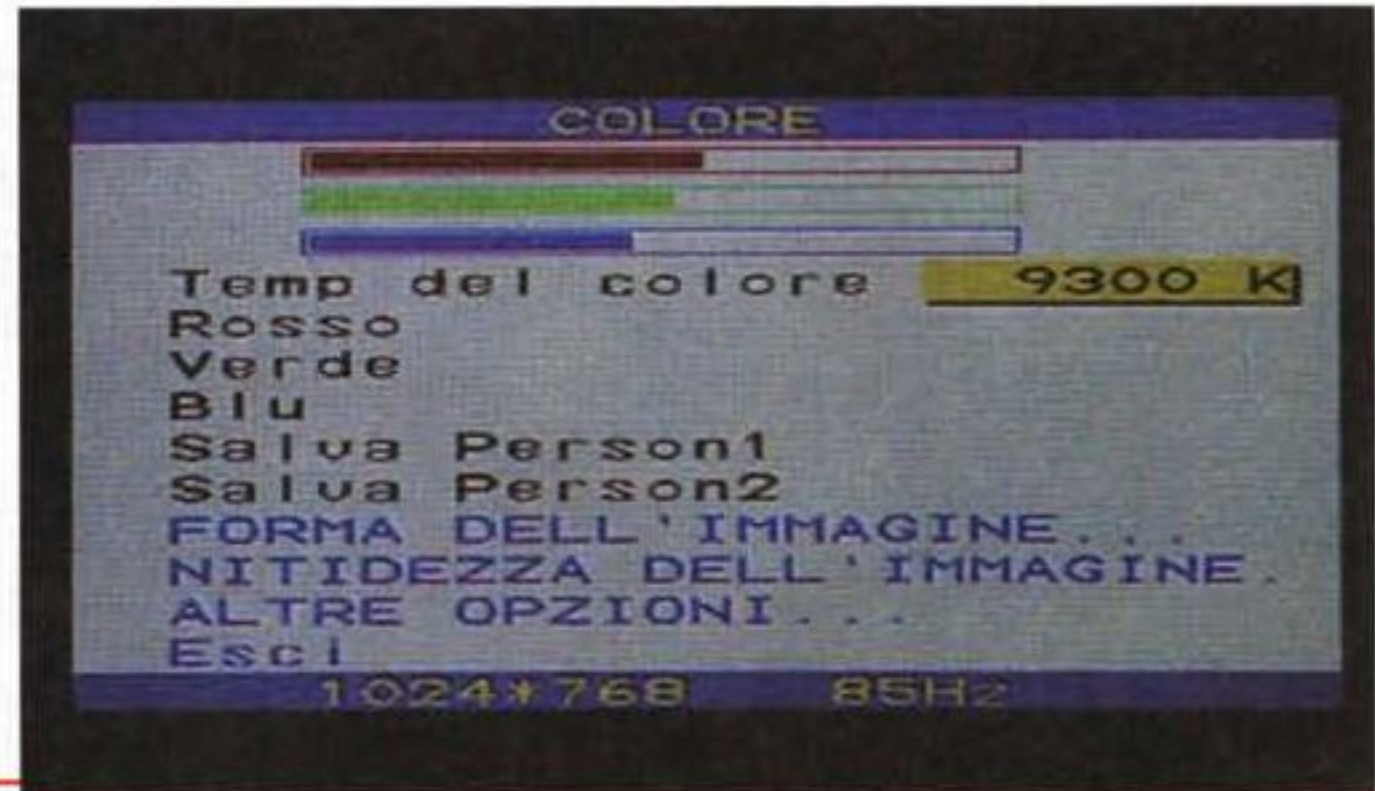 COLORE
Temp del colore 9300 K
Rosso
Verde
Blu
Salva Person1
Salva Person2
FORMA DELL'IMMAGINE...
NITIDEZZA DELL'IMMAGINE.
ALTRE OPZIONI...
Esci
1024*768 85Hz